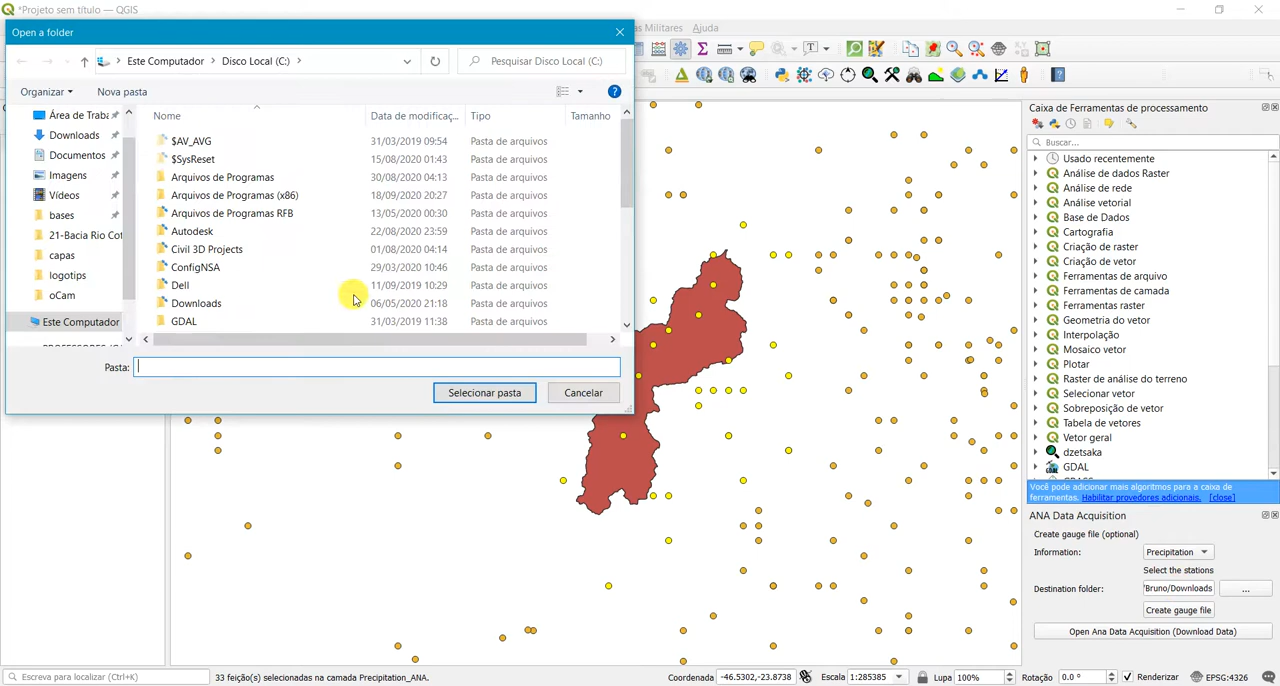 *Projeto sem título — QGIS
Open a folder
as Militares Ajuda
Este Computador Disco Local (C:)
Pesquisar Disco Local (C:)
Organizar
Nova pasta
Nome Data de modificaç... Tipo Tamanho
Área de Traba
Downloads
Documentos
Imagens
Vídeos
bases
21-Bacia Rio Cot
capas
logotips
oCam
Este Computador
$AV_AVG 31/03/2019 09:54 Pasta de arquivos
$SysReset 15/08/2020 01:43 Pasta de arquivos
Arquivos de Programas 30/08/2020 04:13 Pasta de arquivos
Arquivos de Programas (x86) 18/09/2020 20:27 Pasta de arquivos
Arquivos de Programas RFB 13/05/2020 00:30 Pasta de arquivos
Autodesk 22/08/2020 23:59 Pasta de arquivos
Civil 3D Projects 01/08/2020 04:14 Pasta de arquivos
ConfigNSA 29/03/2020 10:46 Pasta de arquivos
Dell 11/09/2019 10:29 Pasta de arquivos
Downloads 06/05/2020 21:18 Pasta de arquivos
GDAL 31/03/2019 11:38 Pasta de arquivos
Pasta:
Selecionar pasta
Cancelar
Caixa de Ferramentas de processamento
Buscar...
Usado recentemente
Análise de dados Raster
Análise de rede
Análise vetorial
Base de Dados
Cartografia
Criação de raster
Criação de vetor
Ferramentas de arquivo
Ferramentas de camada
Ferramentas raster
Geometria do vetor
Interpolação
Mosaico vetor
Plotar
Raster de análise do terreno
Selecionar vetor
Sobreposição de vetor
Tabela de vetores
Vetor geral
dzetsaka
GDAL
Você pode adicionar mais algoritmos para a caixa de
ferramentas. Habilitar provedores adicionais. [close]
ANA Data Acquisition
Create gauge file (optional)
Information: Precipitation
Select the stations
Destination folder: 'Bruno/Downloads ...
Create gauge file
Open Ana Data Acquisition (Download Data)
Escreva para localizar (Ctrl+K)
33 feição(s) selecionadas na camada Precipitation_ANA.
Coordenada -46.5302,-23.8738 Escala 1:285385 Lupa 100% Rotação 0.0 ° Renderizar EPSG:4326